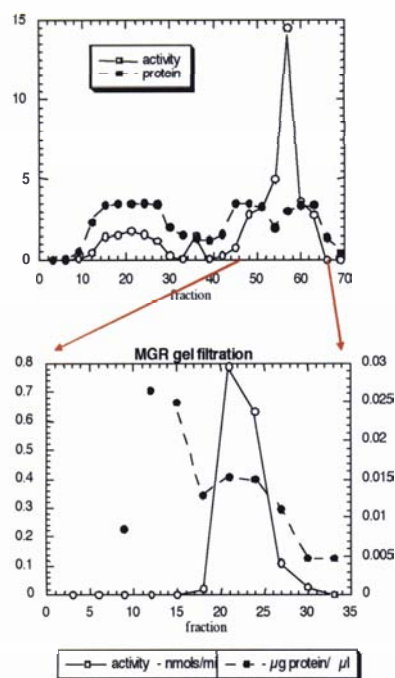 15
10
5
0
activity
protein
0 10 20 30 40 50 60 70
fraction
MGR gel filtration
0.8
0.7
0.6
0.5
0.4
0.3
0.2
0.1
0
0.03
0.025
0.02
0.015
0.01
0.005
0
0 5 10 15 20 25 30 35
fraction
activity - nmols/ml
- µg protein/ µl